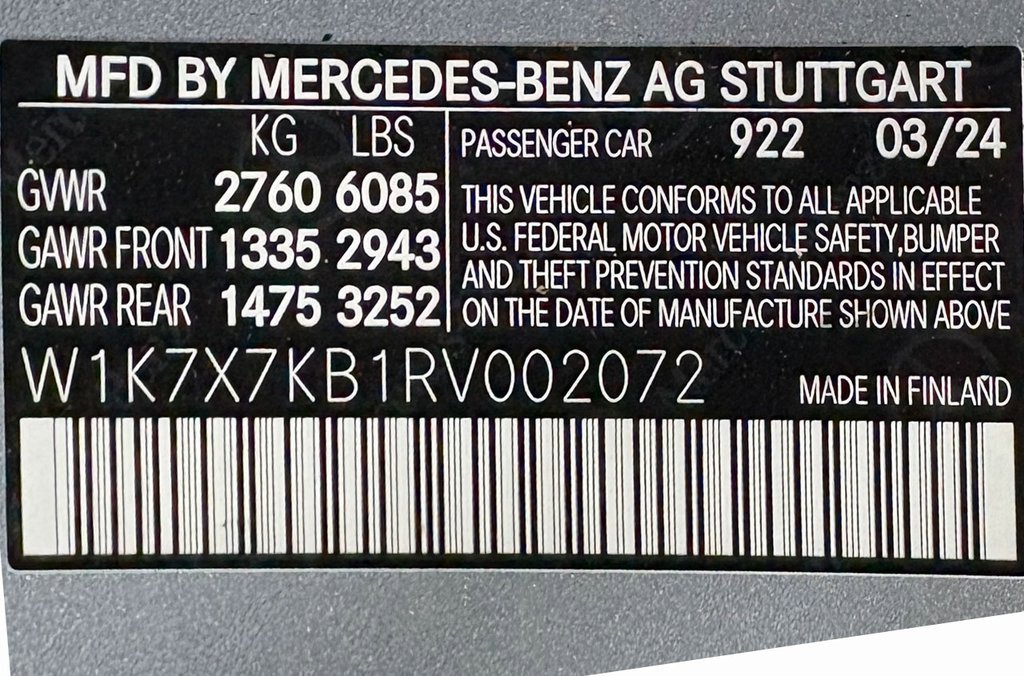 MFD BY MERCEDES-BENZ AG STUTTGART
KG LBS
GVWR 2760 6085
GAWR FRONT 1335 2943
GAWR REAR 1475 3252
PASSENGER CAR 922 03/24
THIS VEHICLE CONFORMS TO ALL APPLICABLE
U.S. FEDERAL MOTOR VEHICLE SAFETY,BUMPER
AND THEFT PREVENTION STANDARDS IN EFFECT
ON THE DATE OF MANUFACTURE SHOWN ABOVE
W1K7X7KB1RV002072
MADE IN FINLAND